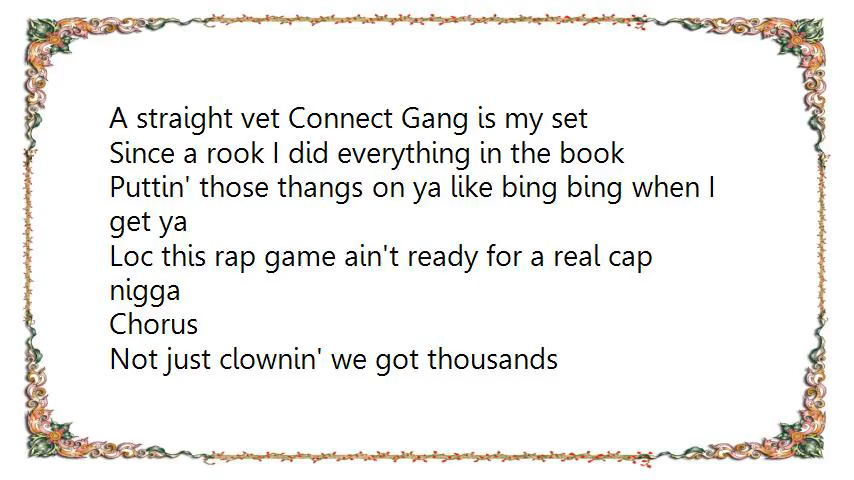 A straight vet Connect Gang is my set
Since a rook I did everything in the book
Puttin' those thangs on ya like bing bing when I
get ya
Loc this rap game ain't ready for a real cap
nigga
Chorus
Not just clownin' we got thousands